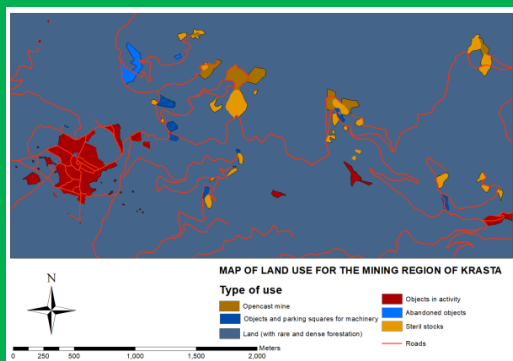 MAP OF LAND USE FOR THE MINING REGION OF KRASTA
Type of use
Opencast mine
Objects and parking squares for machinery
Land (with rare and dense forestation)
Objects in activity
Abandoned objects
Steril stocks
Roads
N
Meters
0 500 1,000 1,500 2,000